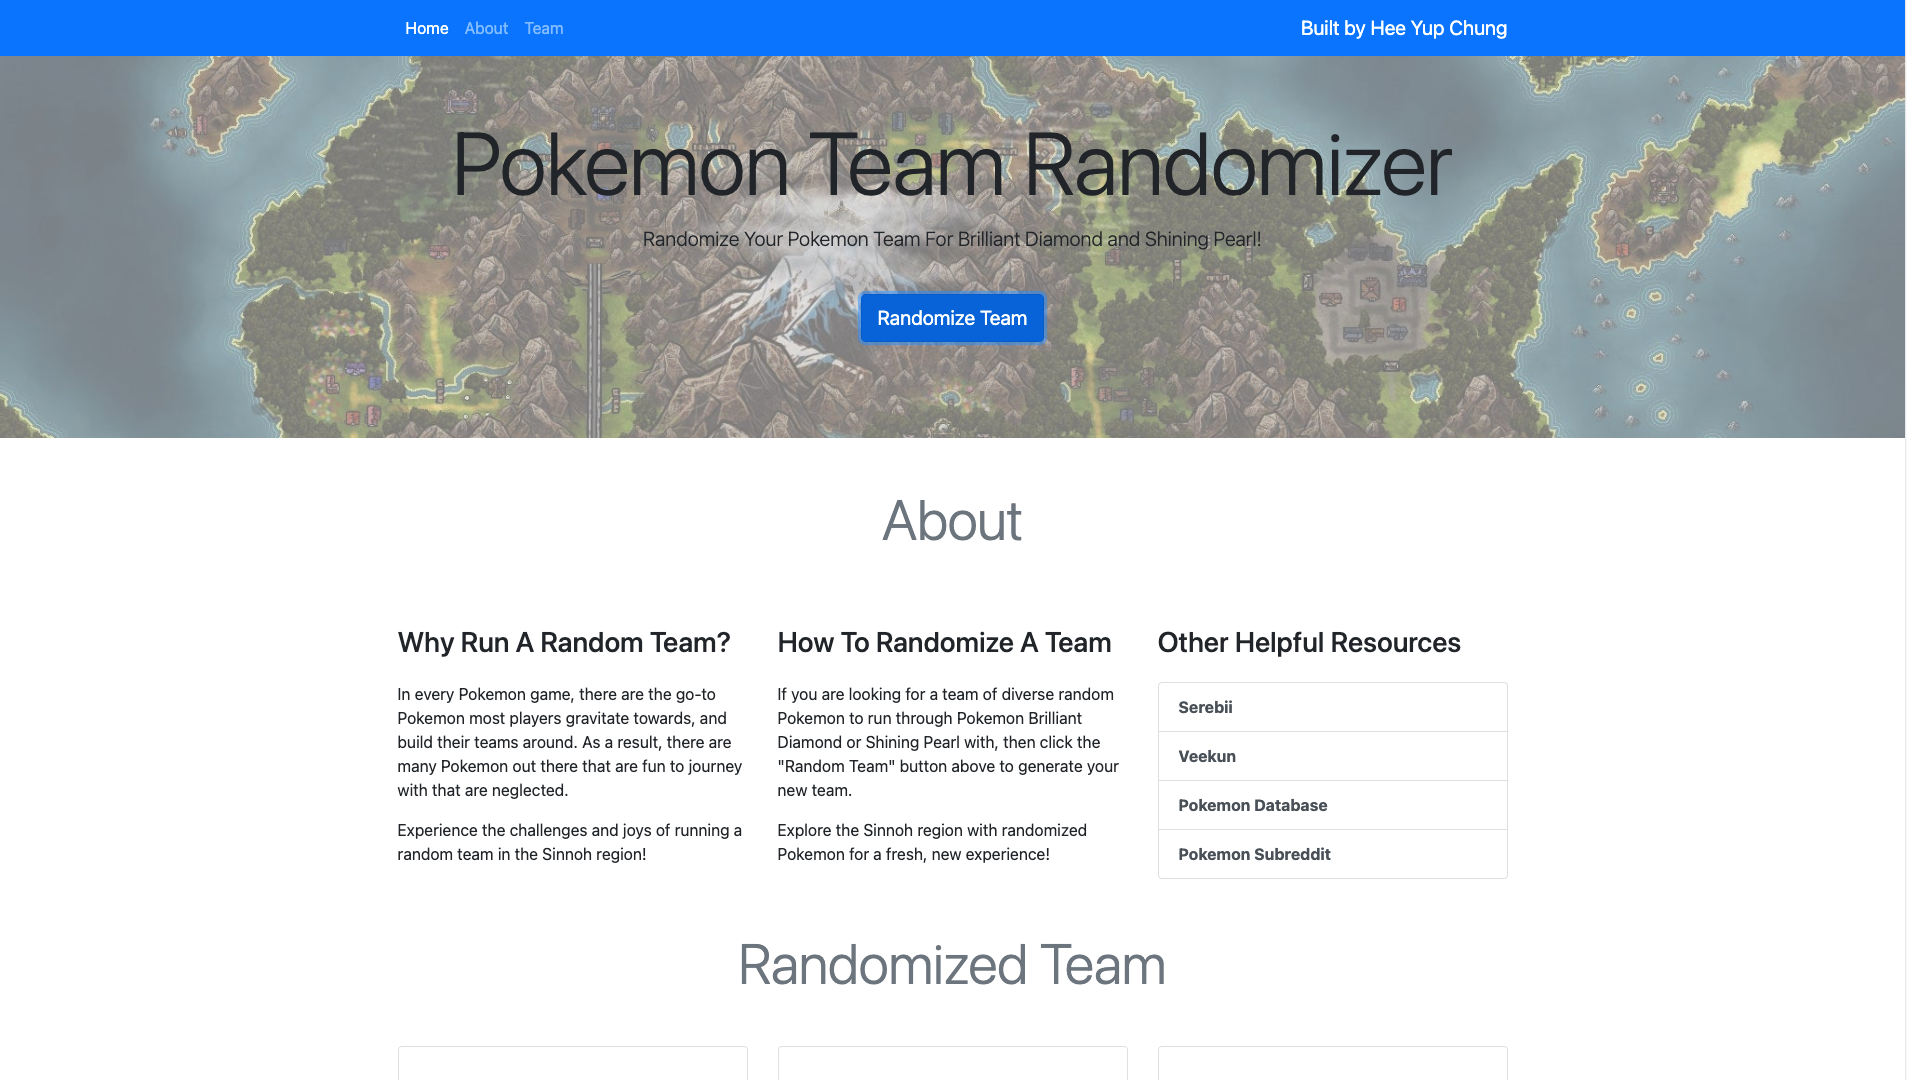 Home About Team Built by Hee Yup Chung
Pokemon Team Randomizer
Randomize Your Pokemon Team For Brilliant Diamond and Shining Pearl!
Randomize Team
About
Why Run A Random Team?
In every Pokemon game, there are the go-to
Pokemon most players gravitate towards, and
build their teams around. As a result, there are
many Pokemon out there that are fun to journey
with that are neglected.
Experience the challenges and joys of running a
random team in the Sinnoh region!
How To Randomize A Team
If you are looking for a team of diverse random
Pokemon to run through Pokemon Brilliant
Diamond or Shining Pearl with, then click the
"Random Team" button above to generate your
new team.
Explore the Sinnoh region with randomized
Pokemon for a fresh, new experience!
Other Helpful Resources
Serebii
Veekun
Pokemon Database
Pokemon Subreddit
Randomized Team